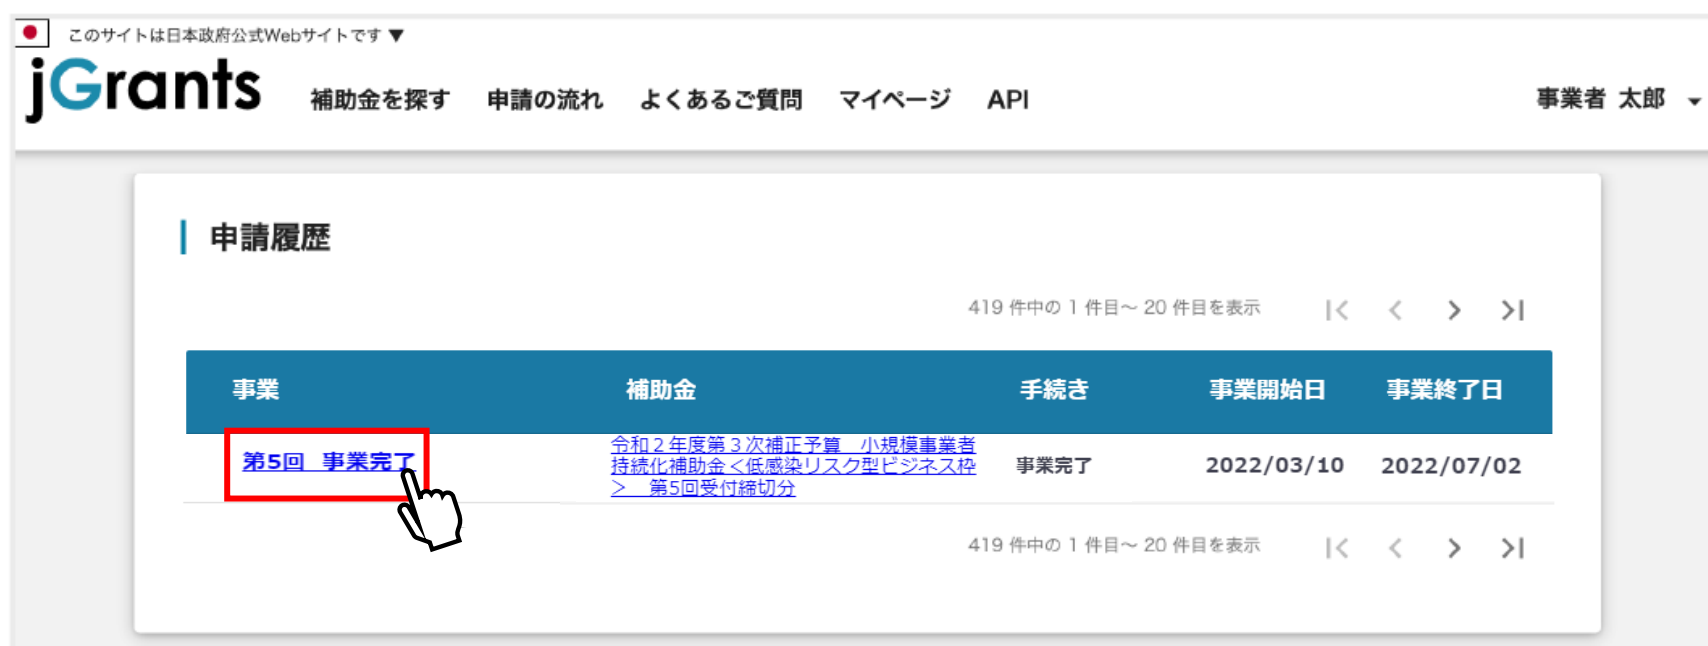 このサイトは日本政府公式Webサイトです ▼
jGrants 補助金を探す 申請の流れ よくあるご質問 マイページ API 事業者 太郎
申請履歴
419 件中の 1 件目～ 20 件目を表示
事業 補助金 手続き 事業開始日 事業終了日
第5回 事業完了
令和２年度第３次補正予算 小規模事業者
持続化補助金＜低感染リスク型ビジネス枠
＞ 第5回受付締切分
事業完了 2022/03/10 2022/07/02
419 件中の 1 件目～ 20 件目を表示